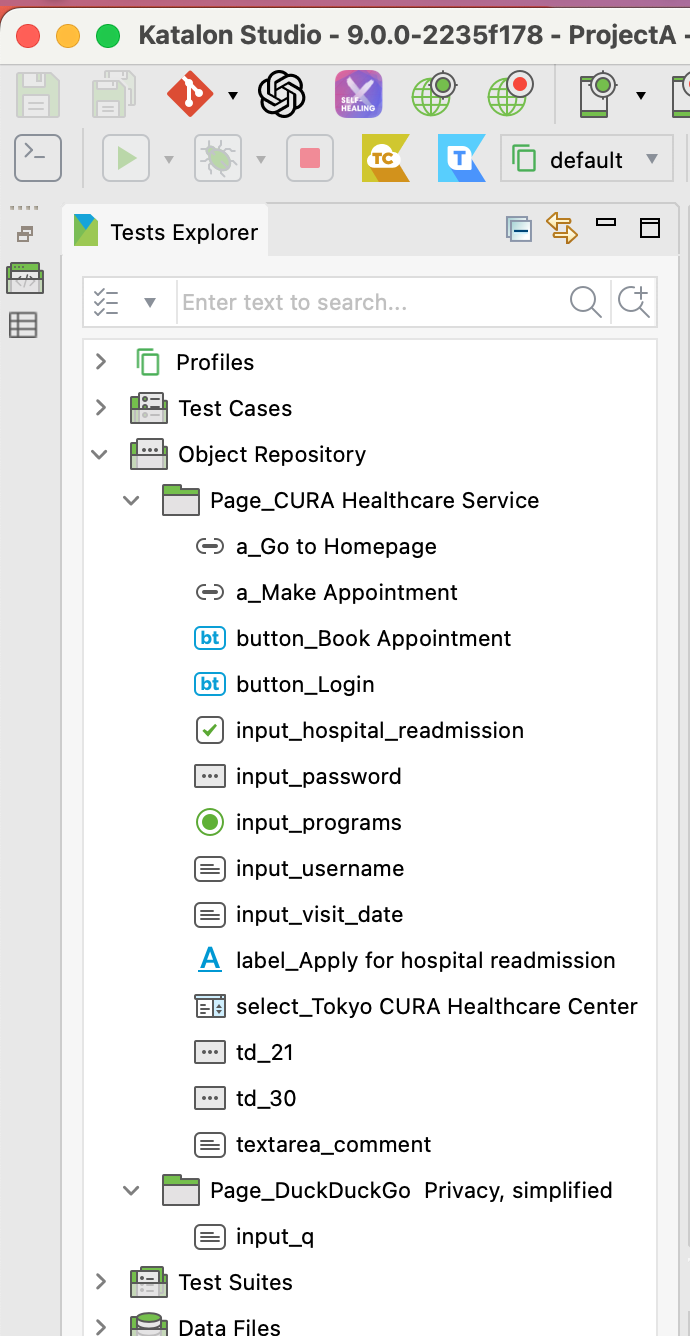 Katalon Studio - 9.0.0-2235f178 - ProjectA -
SELF-
HEALING
TC
T
default
Tests Explorer
Enter text to search...
Profiles
Test Cases
Object Repository
Page_CURA Healthcare Service
a_Go to Homepage
a_Make Appointment
bt button_Book Appointment
bt button_Login
input_hospital_readmission
input_password
input_programs
input_username
input_visit_date
A label_Apply for hospital readmission
select_Tokyo CURA Healthcare Center
td_21
td_30
textarea_comment
Page_DuckDuckGo  Privacy, simplified
input_q
Test Suites
Data Files